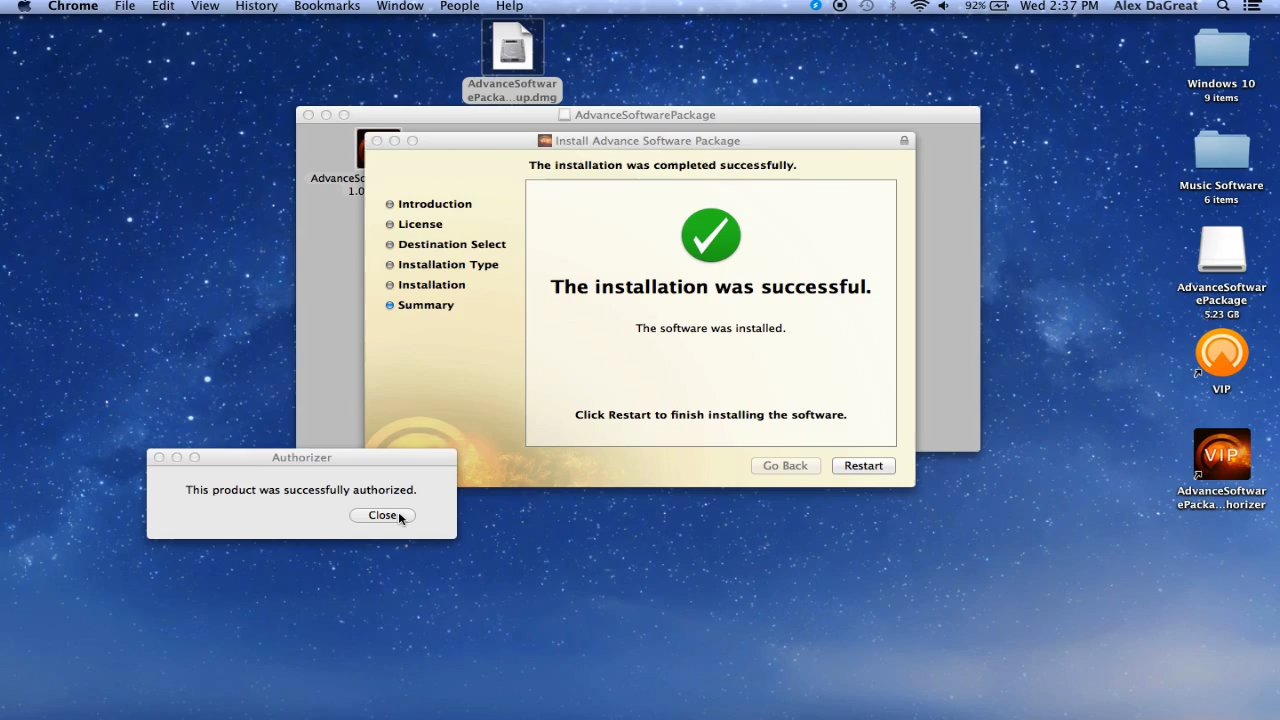 Chrome File Edit View History Bookmarks Window People Help 92% Wed 2:37 PM Alex DaGreat
AdvanceSoftwar
ePacka...up.dmg
AdvanceSoftwarePackage
AdvanceSo
1.0
Install Advance Software Package
The installation was completed successfully.
Introduction
License
Destination Select
Installation Type
Installation
Summary
The installation was successful.
The software was installed.
Click Restart to finish installing the software.
Go Back Restart
Authorizer
This product was successfully authorized.
Close
Windows 10
9 items
Music Software
6 items
AdvanceSoftwar
ePackage
5.23 GB
VIP
VIP
AdvanceSoftwar
ePacka...horizer